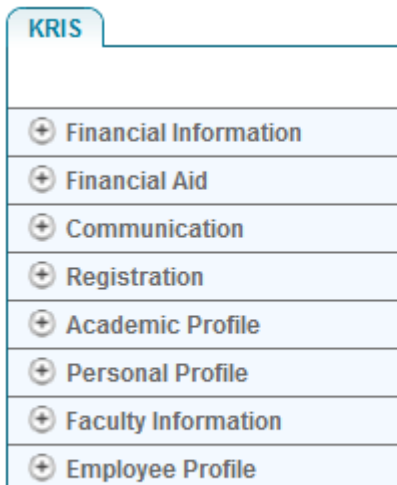 KRIS
Financial Information
Financial Aid
Communication
Registration
Academic Profile
Personal Profile
Faculty Information
Employee Profile